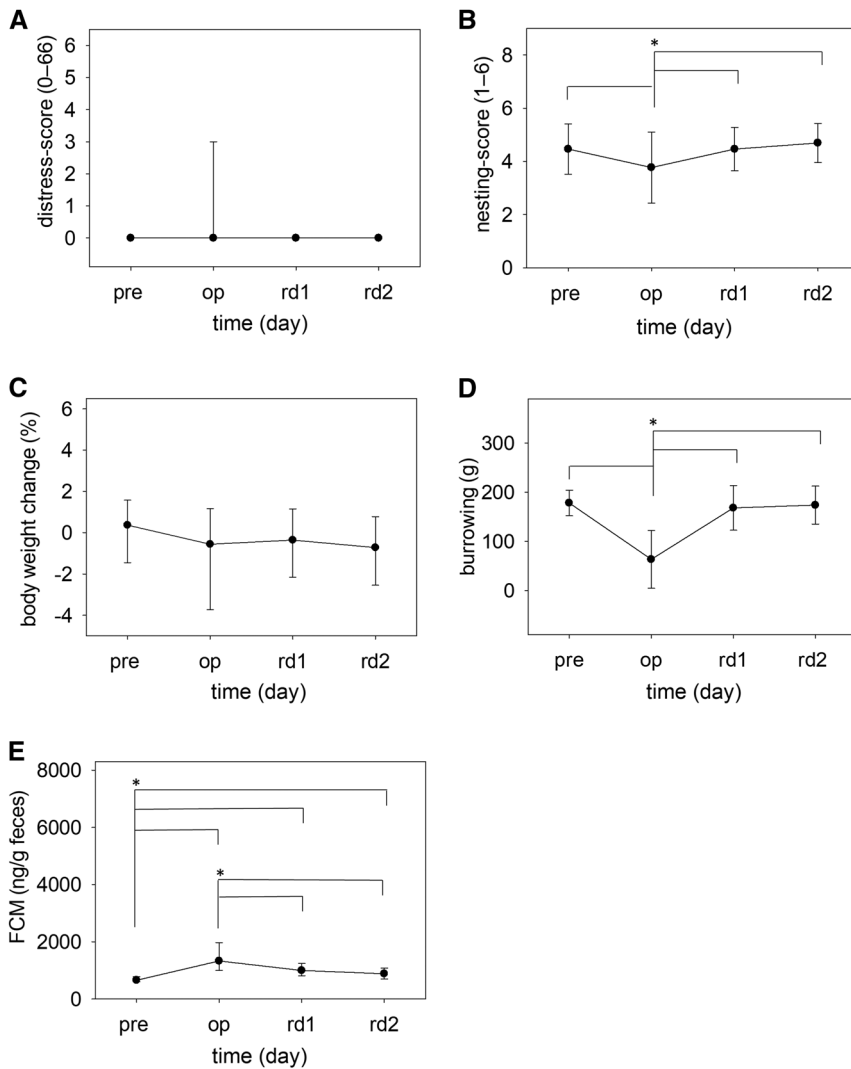 A
distress-score (0–66)
6
5
4
3
2
1
0
pre op rd1 rd2
time (day)
B
nesting-score (1–6)
8
6
4
2
0
*
pre op rd1 rd2
time (day)
C
body weight change (%)
6
4
2
0
-2
-4
pre op rd1 rd2
time (day)
D
burrowing (g)
300
200
100
0
*
pre op rd1 rd2
time (day)
E
FCM (ng/g feces)
8000
6000
4000
2000
0
*
*
pre op rd1 rd2
time (day)